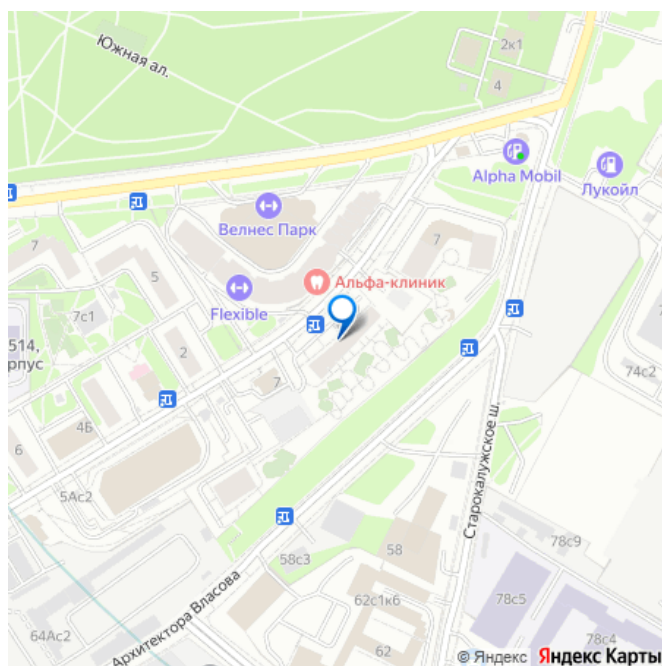 Южная ал.
2к1
4
Alpha Mobil
Лукойл
Велнес Парк
7
7
5
Альфа-клиник
Flexible
7с1
514,
рпус
2
7
74с2
4Б
6
5Ас2
Старокалужское ш.
58с3
58
78с9
Архитектора Власова
62с1к6
78с5
64Ас2
62
78с4
© Яндекс Яндекс Карты